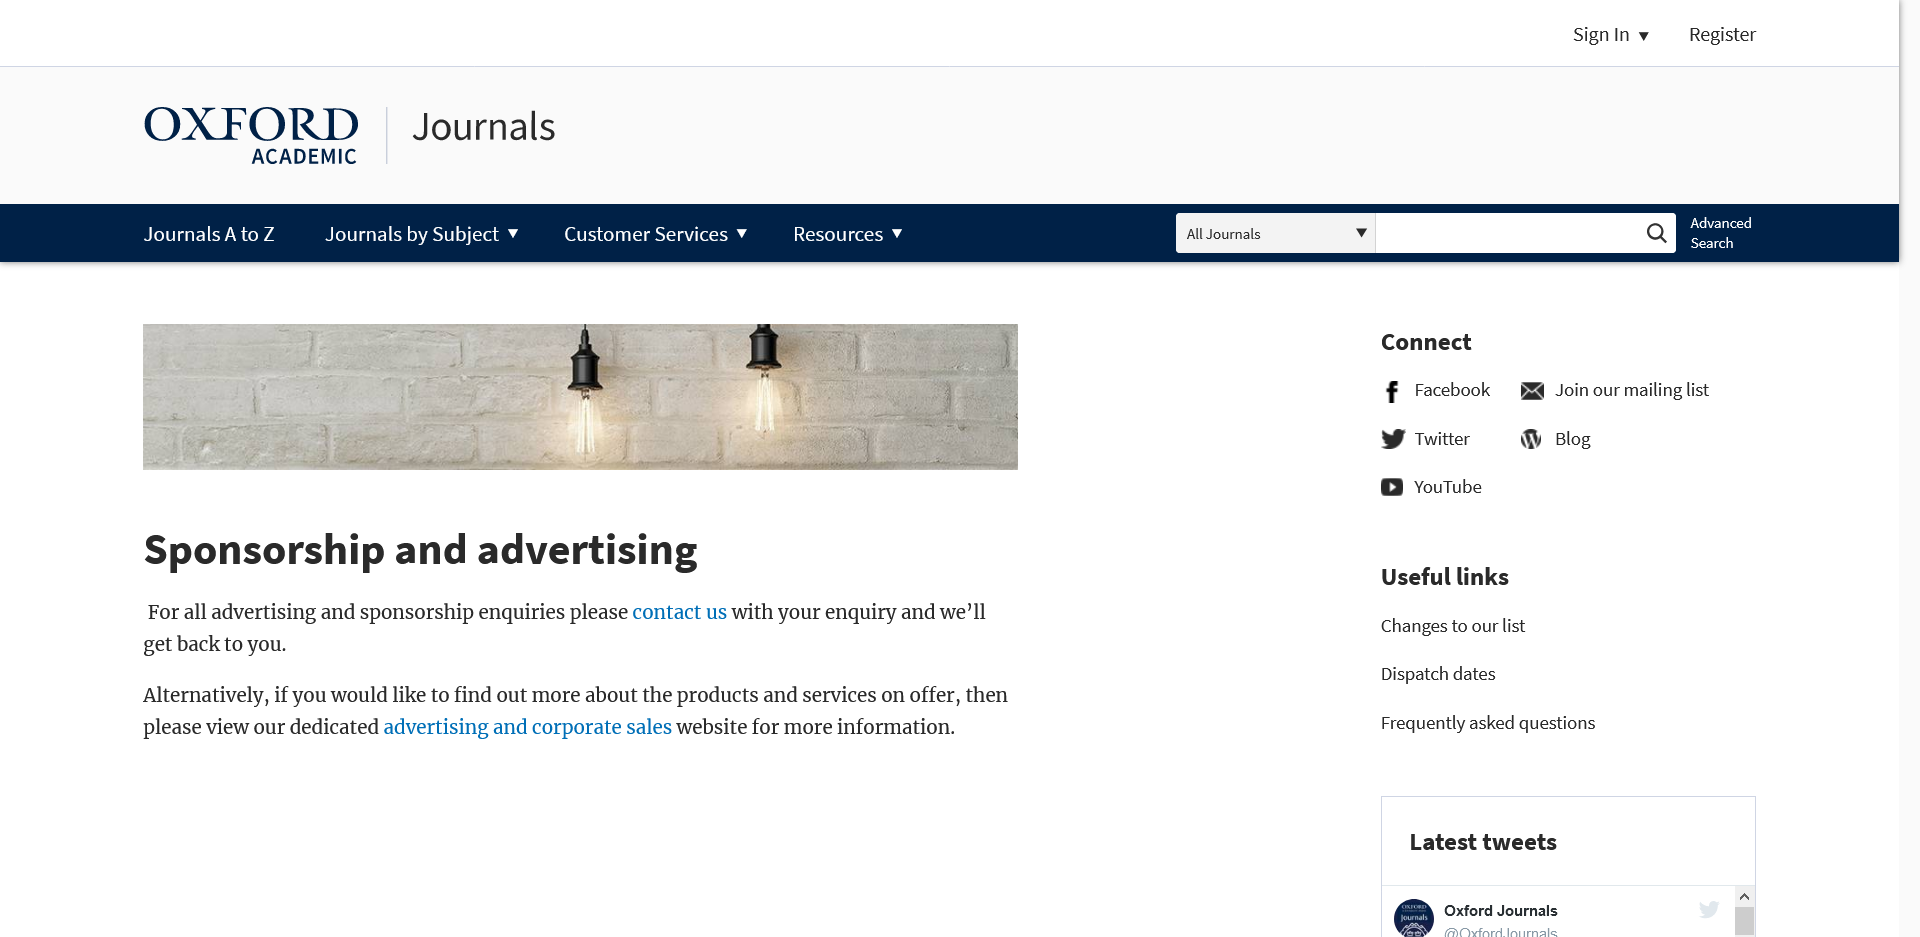 Sign In ▼ Register
OXFORD
ACADEMIC
Journals
Journals A to Z Journals by Subject ▼ Customer Services ▼ Resources ▼
All Journals
Advanced
Search
Sponsorship and advertising
For all advertising and sponsorship enquiries please contact us with your enquiry and we’ll
get back to you.
Alternatively, if you would like to find out more about the products and services on offer, then
please view our dedicated advertising and corporate sales website for more information.
Connect
Facebook Join our mailing list
Twitter Blog
YouTube
Useful links
Changes to our list
Dispatch dates
Frequently asked questions
Latest tweets
OXFORD
Journals
Oxford Journals
@OxfordJournals